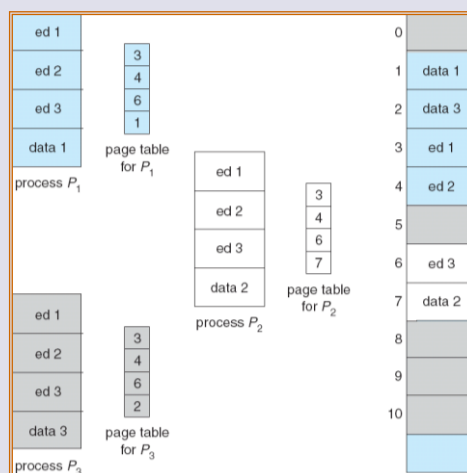 ed 1
ed 2
ed 3
data 1
process P1
3
4
6
1
page table
for P1
ed 1
ed 2
ed 3
data 2
process P2
3
4
6
7
page table
for P2
ed 1
ed 2
ed 3
data 3
process P3
3
4
6
2
page table
for P3
0
1 data 1
2 data 3
3 ed 1
4 ed 2
5
6 ed 3
7 data 2
8
9
10